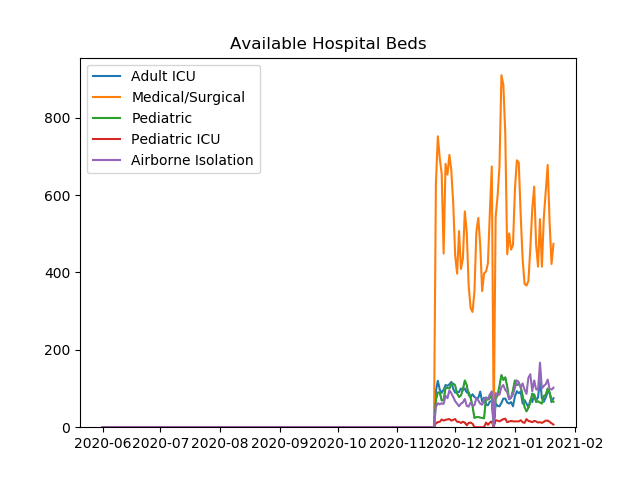 Available Hospital Beds
Adult ICU
Medical/Surgical
Pediatric
Pediatric ICU
Airborne Isolation
800
600
400
200
0
2020-06 2020-07 2020-08 2020-09 2020-10 2020-11 2020-12 2021-01 2021-02